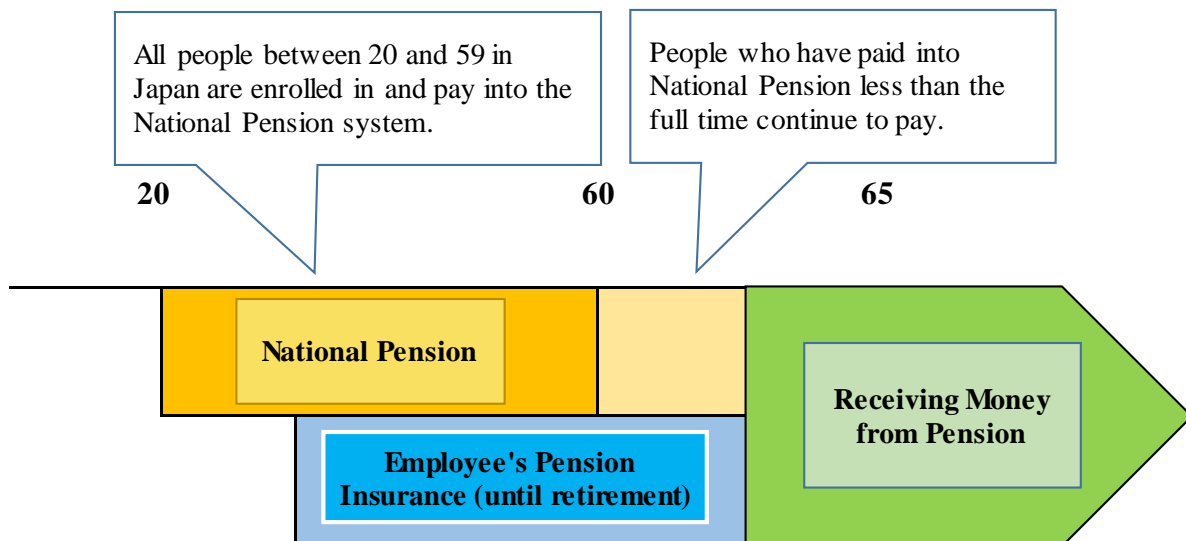 All people between 20 and 59 in
Japan are enrolled in and pay into the
National Pension system.
People who have paid into
National Pension less than the
full time continue to pay.
20
60
65
National Pension
Employee's Pension
Insurance (until retirement)
Receiving Money
from Pension